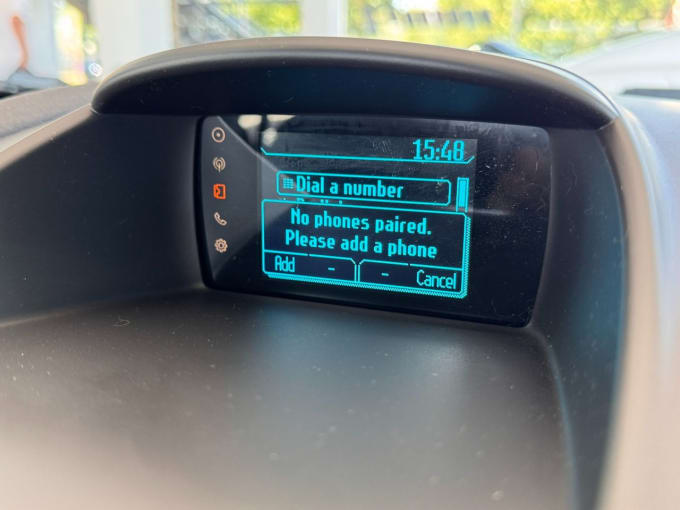 15:48
Dial a number
No phones paired.
Please add a phone
Add - - Cancel